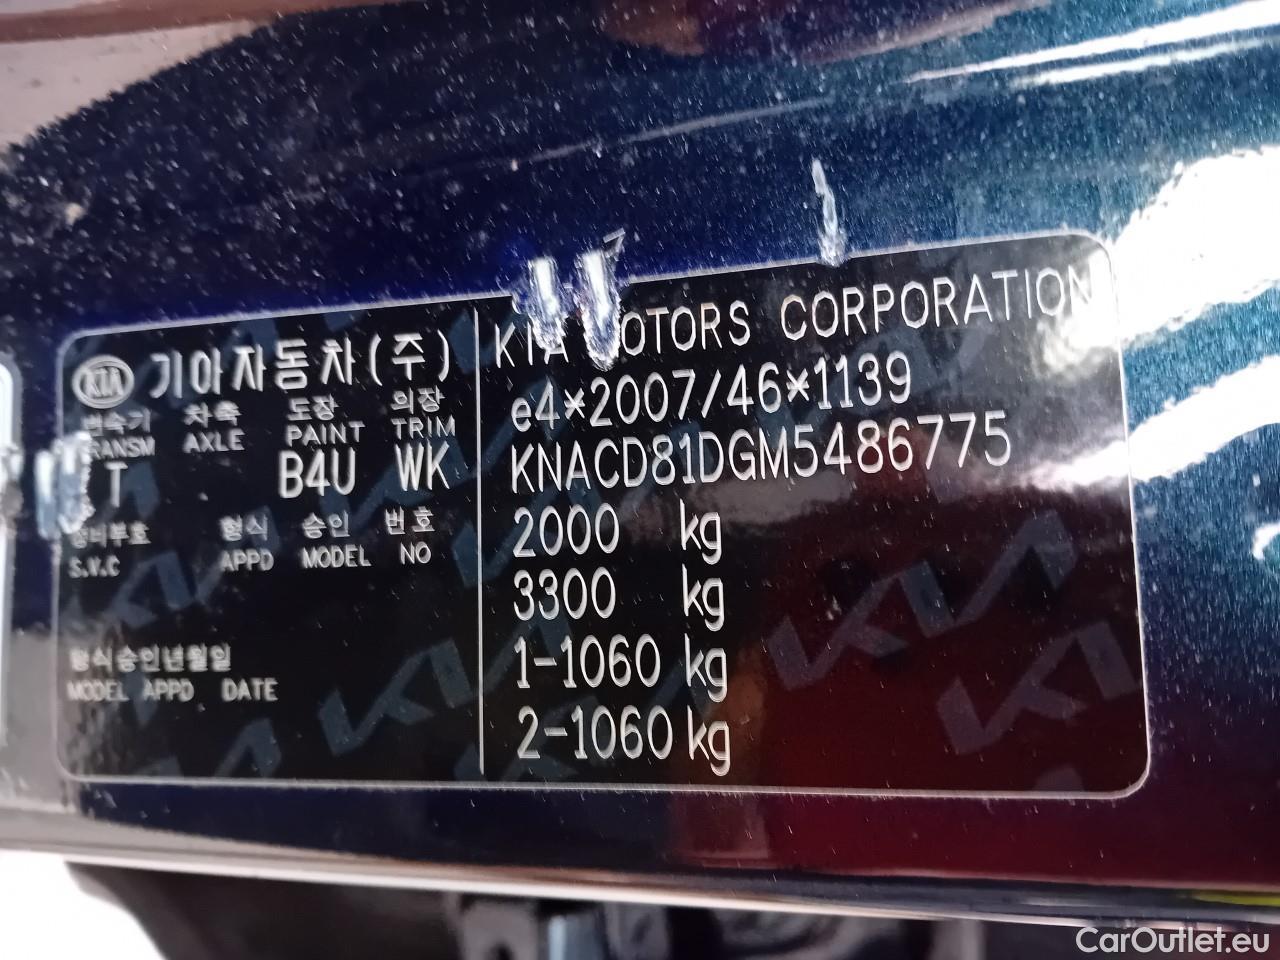 KIA 기아자동차(주)
변속기 차축 도장 의장
AXLE PAINT TRIM
T B4U WK
형식 승인 번호
S.V.C APPD MODEL NO
형식승인년월일
MODEL APPD DATE
KIA MOTORS CORPORATION
e4*2007/46*1139
KNACD81DGM5486775
2000 kg
3300 kg
1-1060 kg
2-1060 kg
CarOutlet.eu